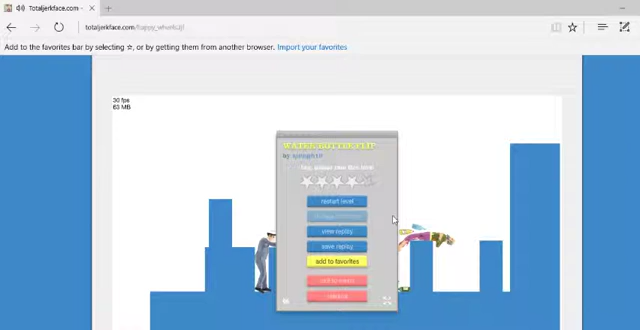 Totaljerkface.com
totaljerkface.com/happy_wheels.tjf
Add to the favorites bar by selecting ☆, or by getting them from another browser. Import your favorites
30 fps
63 MB
WATER BOTTLE FLIP
by:
restart level
view replay
save replay
add to favorites